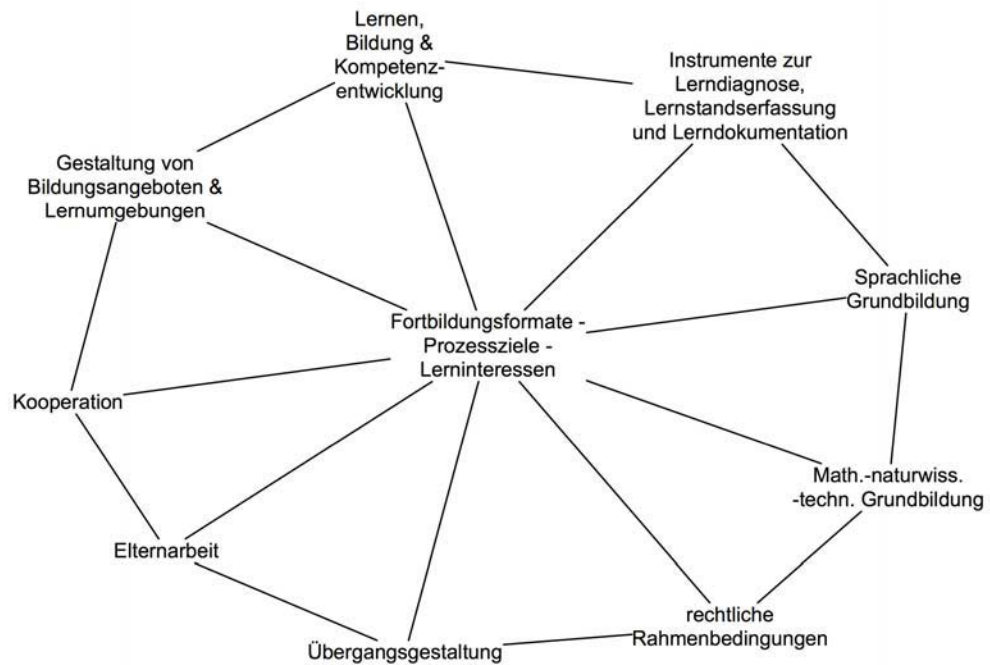 Lernen,
Bildung &
Kompetenz-
entwicklung
Instrumente zur
Lerndiagnose,
Lernstandserfassung
und Lerndokumentation
Gestaltung von
Bildungsangeboten &
Lernumgebungen
Sprachliche
Grundbildung
Fortbildungsformate -
Prozessziele -
Lerninteressen
Kooperation
Math.-naturwiss.
-techn. Grundbildung
Elternarbeit
rechtliche
Rahmenbedingungen
Übergangsgestaltung